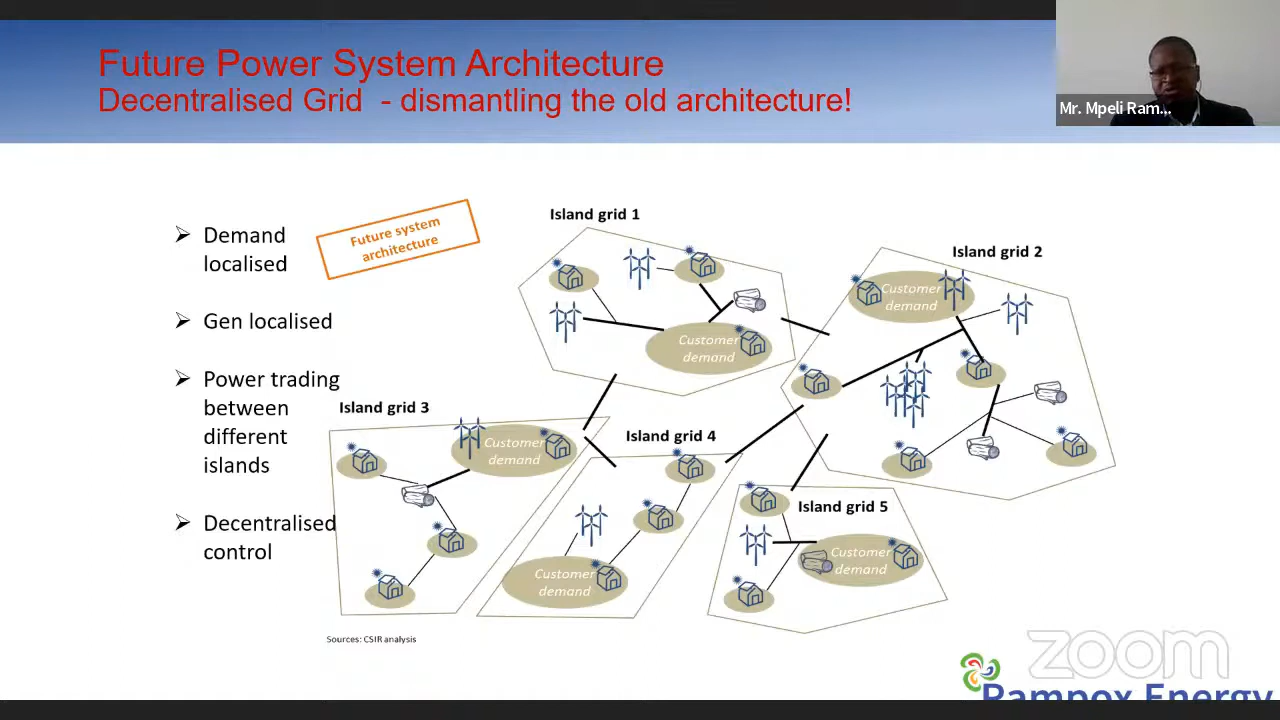 Future Power System Architecture
Decentralised Grid - dismantling the old architecture!
Mr. Mpeli Ram...
Demand
localised
Gen localised
Power trading
between
different
islands
Decentralised
control
Future system
architecture
Island grid 1
Customer
demand
Island grid 2
Customer
demand
Island grid 3
Customer
demand
Island grid 4
Customer
demand
Island grid 5
Customer
demand
Sources: CSIR analysis
zoom
Rampox Energy